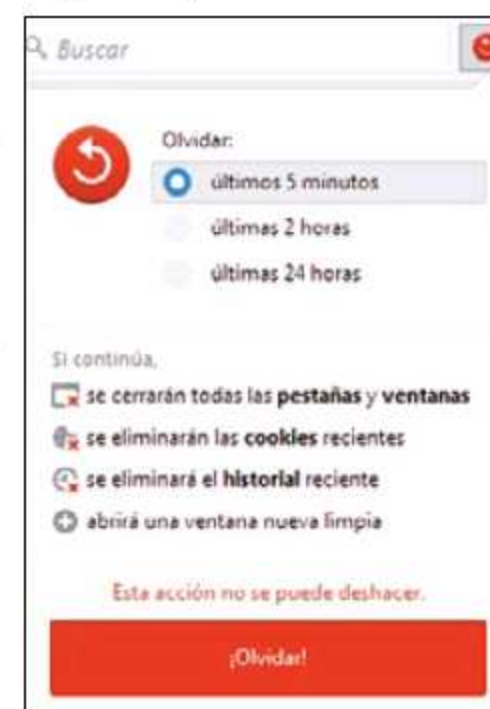 Buscar
Olvidar:
últimos 5 minutos
últimas 2 horas
últimas 24 horas
Si continúa,
se cerrarán todas las pestañas y ventanas
se eliminarán las cookies recientes
se eliminará el historial reciente
abrirá una ventana nueva limpia
Esta acción no se puede deshacer.
¡Olvidar!